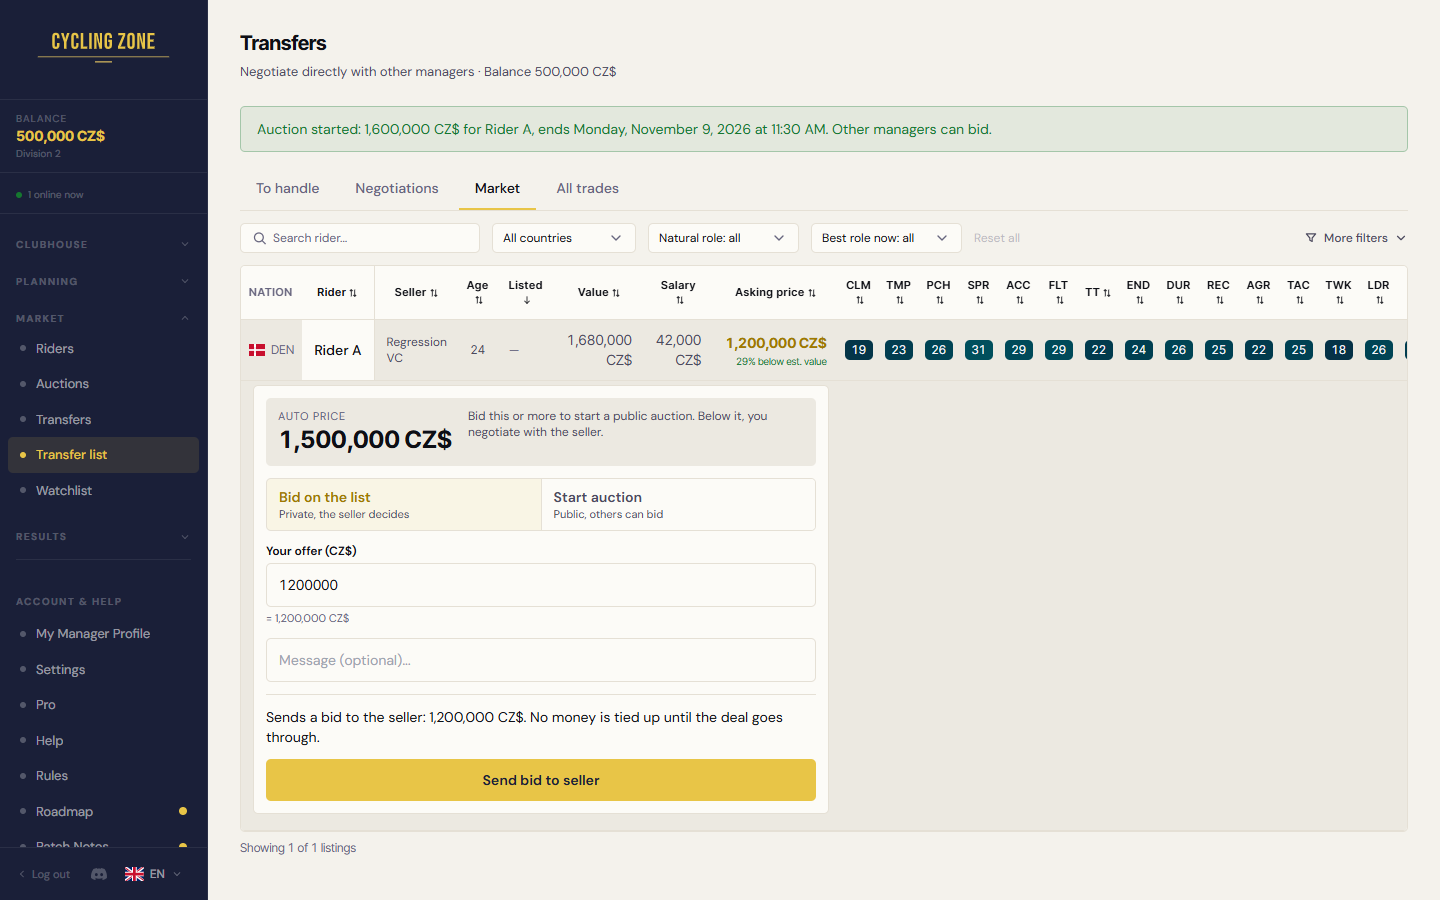 CYCLING ZONE
BALANCE
500,000 CZ$
Division 2
1 online now
CLUBHOUSE
PLANNING
MARKET
Riders
Auctions
Transfers
Transfer list
Watchlist
RESULTS
ACCOUNT & HELP
My Manager Profile
Settings
Pro
Help
Rules
Roadmap
Patch Notes
Log out
EN
Transfers
Negotiate directly with other managers · Balance 500,000 CZ$
Auction started: 1,600,000 CZ$ for Rider A, ends Monday, November 9, 2026 at 11:30 AM. Other managers can bid.
To handle Negotiations Market All trades
Search rider... All countries Natural role: all Best role now: all Reset all More filters
NATION Rider ↑↓ Seller ↑↓ Age ↑↓ Listed ↓ Value ↑↓ Salary ↑↓ Asking price ↑↓ CLM ↑↓ TMP ↑↓ PCH ↑↓ SPR ↑↓ ACC ↑↓ FLT ↑↓ TT ↑↓ END ↑↓ DUR ↑↓ REC ↑↓ AGR ↑↓ TAC ↑↓ TWK ↑↓ LDR ↑↓
DEN Rider A Regression VC 24 — 1,680,000 CZ$ 42,000 CZ$ 1,200,000 CZ$ 29% below est. value 19 23 26 31 29 29 22 24 26 25 22 25 18 26
AUTO PRICE
1,500,000 CZ$
Bid this or more to start a public auction. Below it, you
negotiate with the seller.
Bid on the list
Private, the seller decides
Start auction
Public, others can bid
Your offer (CZ$)
1200000
= 1,200,000 CZ$
Message (optional)...
Sends a bid to the seller: 1,200,000 CZ$. No money is tied up until the deal goes
through.
Send bid to seller
Showing 1 of 1 listings